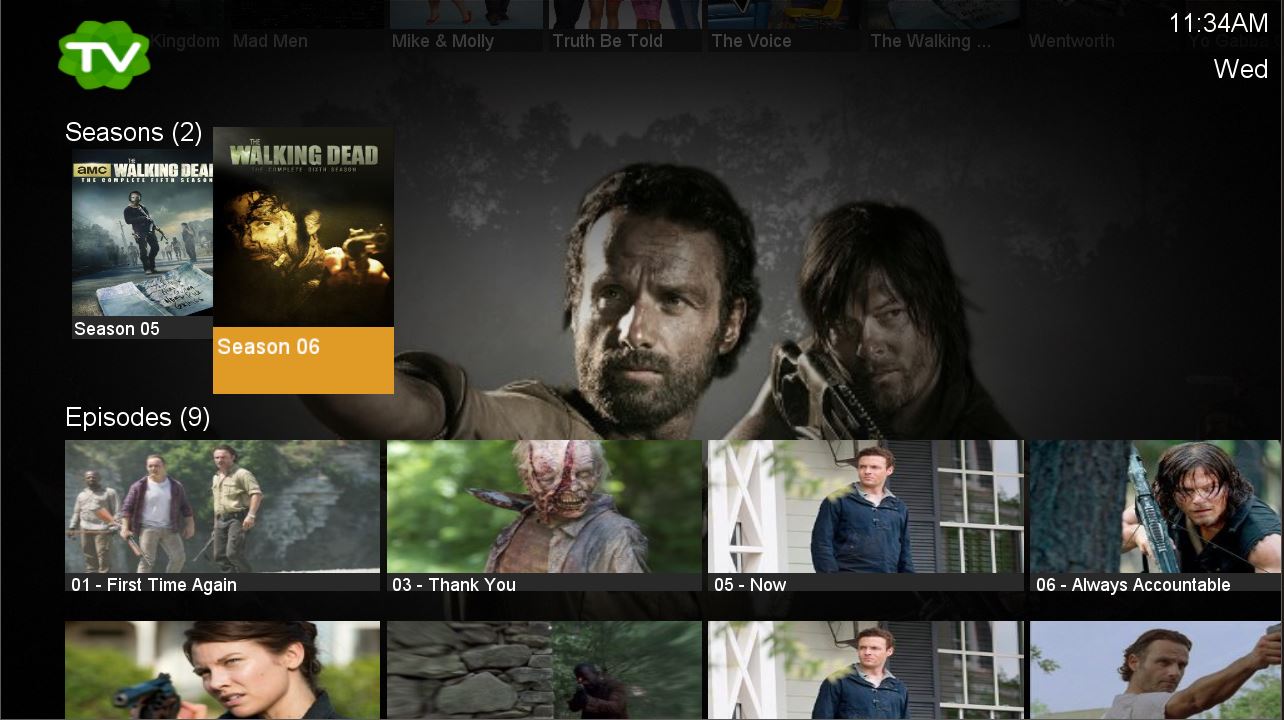 TV
Kingdom
Mad Men
Mike & Molly
Truth Be Told
The Voice
The Walking ...
Wentworth
Yo Gabba
11:34AM
Wed
Seasons (2)
AMC THE WALKING DEAD
THE COMPLETE FIFTH SEASON
Season 05
THE
WALKING DEAD
THE COMPLETE SIXTH SEASON
Season 06
Episodes (9)
01 - First Time Again
03 - Thank You
05 - Now
06 - Always Accountable